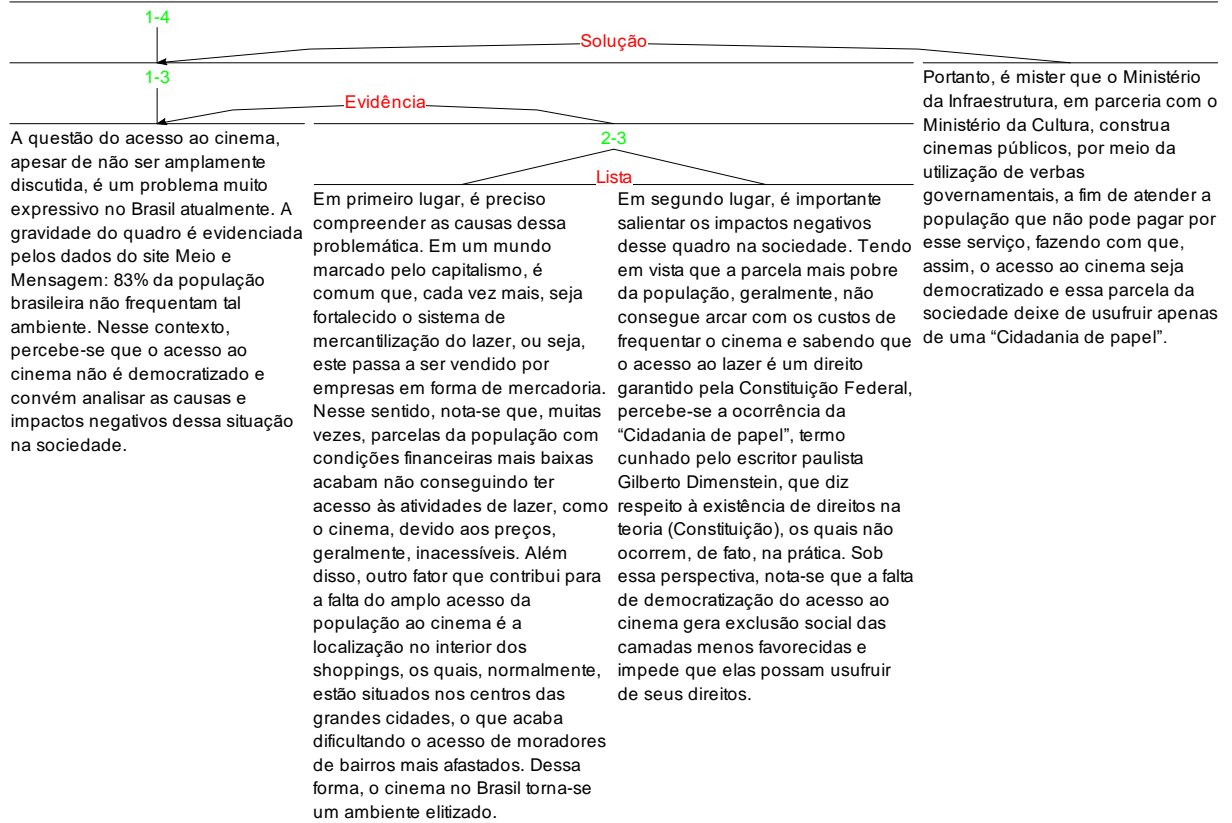 1-4
Solução
1-3
Evidência
A questão do acesso ao cinema,
apesar de não ser amplamente
discutida, é um problema muito
expressivo no Brasil atualmente. A
gravidade do quadro é evidenciada
pelos dados do site Meio e
Mensagem: 83% da população
brasileira não frequentam tal
ambiente. Nesse contexto,
percebe-se que o acesso ao
cinema não é democratizado e
convém analisar as causas e
impactos negativos dessa situação
na sociedade.
2-3
Lista
Em primeiro lugar, é preciso
compreender as causas dessa
problemática. Em um mundo
marcado pelo capitalismo, é
comum que, cada vez mais, seja
fortalecido o sistema de
mercantilização do lazer, ou seja,
este passa a ser vendido por
empresas em forma de mercadoria.
Nesse sentido, nota-se que, muitas
vezes, parcelas da população com
condições financeiras mais baixas
acabam não conseguindo ter
acesso às atividades de lazer, como
o cinema, devido aos preços,
geralmente, inacessíveis. Além
disso, outro fator que contribui para
a falta do amplo acesso da
população ao cinema é a
localização no interior dos
shoppings, os quais, normalmente,
estão situados nos centros das
grandes cidades, o que acaba
dificultando o acesso de moradores
de bairros mais afastados. Dessa
forma, o cinema no Brasil torna-se
um ambiente elitizado.
Em segundo lugar, é importante
salientar os impactos negativos
desse quadro na sociedade. Tendo
em vista que a parcela mais pobre
da população, geralmente, não
consegue arcar com os custos de
frequentar o cinema e sabendo que
o acesso ao lazer é um direito
garantido pela Constituição Federal,
percebe-se a ocorrência da
“Cidadania de papel”, termo
cunhado pelo escritor paulista
Gilberto Dimenstein, que diz
respeito à existência de direitos na
teoria (Constituição), os quais não
ocorrem, de fato, na prática. Sob
essa perspectiva, nota-se que a falta
de democratização do acesso ao
cinema gera exclusão social das
camadas menos favorecidas e
impede que elas possam usufruir
de seus direitos.
Portanto, é mister que o Ministério
da Infraestrutura, em parceria com o
Ministério da Cultura, construa
cinemas públicos, por meio da
utilização de verbas
governamentais, a fim de atender a
população que não pode pagar por
esse serviço, fazendo com que,
assim, o acesso ao cinema seja
democratizado e essa parcela da
sociedade deixe de usufruir apenas
de uma “Cidadania de papel”.